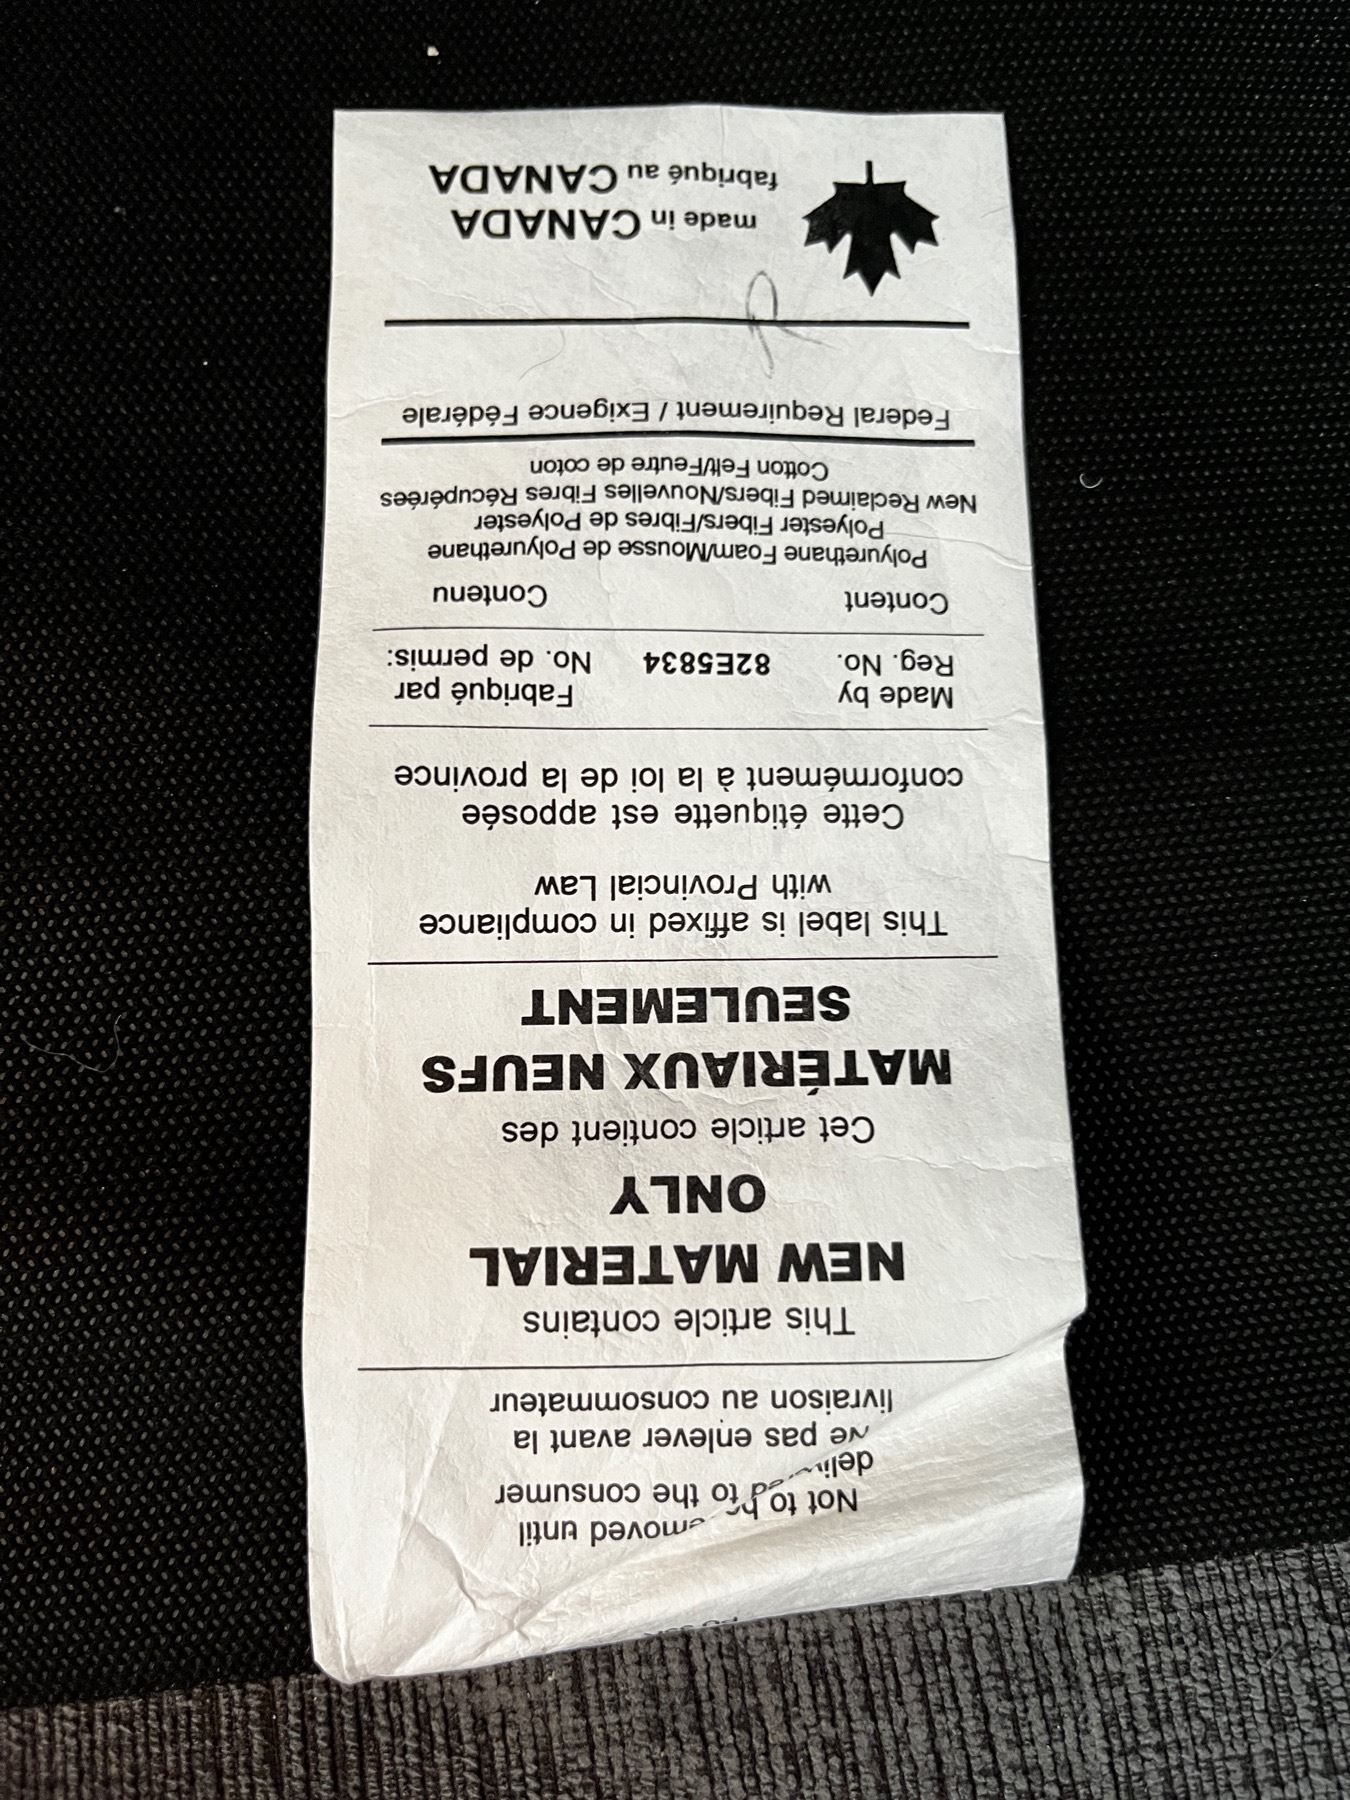 Not to be removed until
delivered to the consumer
Ne pas enlever avant la
livraison au consommateur
This article contains
NEW MATERIAL
ONLY
Cet article contient des
MATÉRIAUX NEUFS
SEULEMENT
This label is affixed in compliance
with Provincial Law
Cette étiquette est apposée
conformément à la loi de la province
Made by Fabriqué par
Reg. No. 82E5834 No. de permis:
Content Contenu
Polyurethane Foam/Mousse de Polyurethane
Polyester Fibers/Fibres de Polyester
New Reclaimed Fibers/Nouvelles Fibres Récupérées
Cotton Felt/Feutre de coton
Federal Requirement / Exigence Fédérale
made in CANADA
fabriqué au CANADA